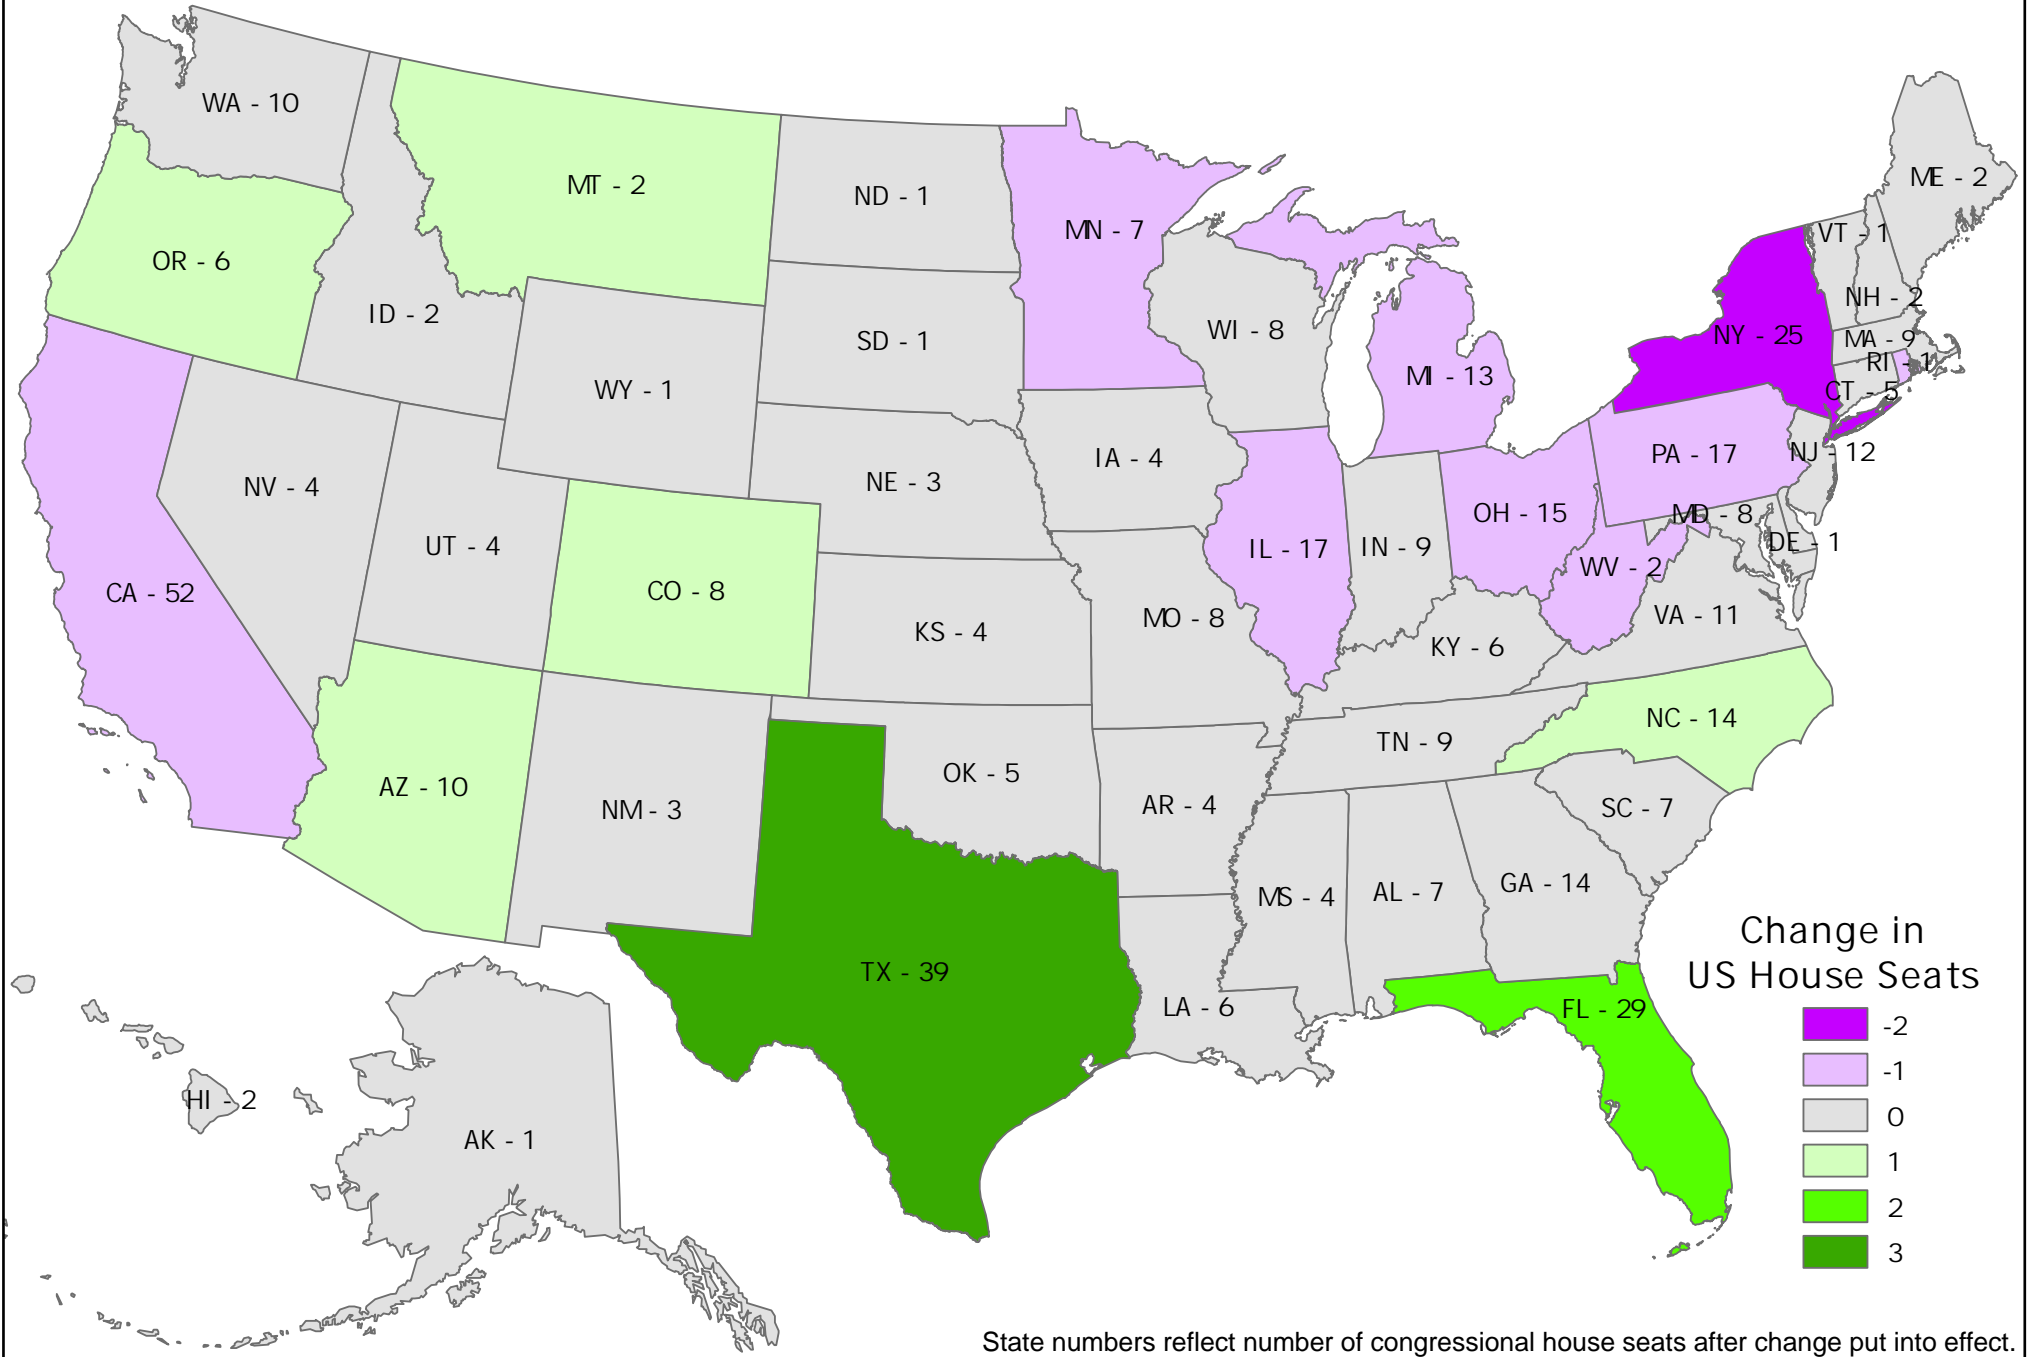 WA - 10
MT - 2
ND - 1
MN - 7
ME - 2
VT - 1
OR - 6
ID - 2
NH - 2
SD - 1
WI - 8
NY - 25
MA - 9
RI - 1
WY - 1
MI - 13
CT - 5
NV - 4
NE - 3
IA - 4
PA - 17
NJ - 12
UT - 4
OH - 15
MD - 8
IL - 17
IN - 9
DE - 1
WV - 2
CA - 52
CO - 8
KS - 4
MO - 8
VA - 11
KY - 6
NC - 14
TN - 9
AZ - 10
OK - 5
NM - 3
AR - 4
SC - 7
MS - 4
AL - 7
GA - 14
TX - 39
LA - 6
FL - 29
HI - 2
AK - 1
Change in
US House Seats
-2
-1
0
1
2
3
State numbers reflect number of congressional house seats after change put into effect.